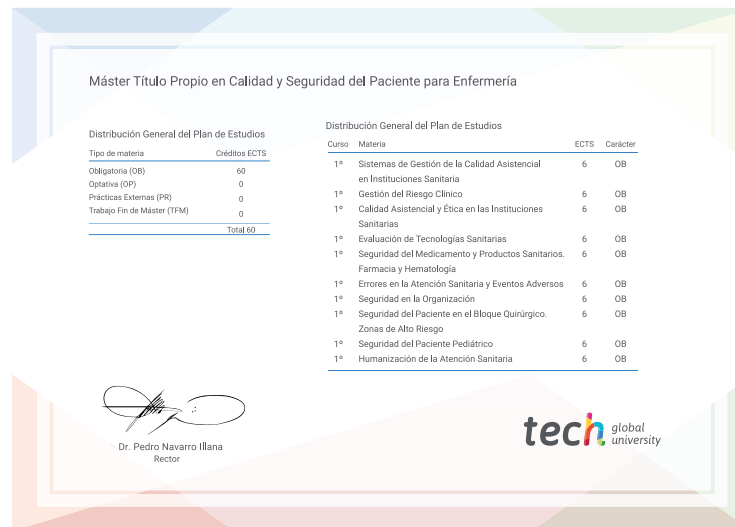 Máster Título Propio en Calidad y Seguridad del Paciente para Enfermería
Distribución General del Plan de Estudios
Tipo de materia Créditos ECTS
Obligatoria (OB) 60
Optativa (OP) 0
Prácticas Externas (PR) 0
Trabajo Fin de Máster (TFM) 0
Total 60
Distribución General del Plan de Estudios
Curso Materia ECTS Carácter
1º Sistemas de Gestión de la Calidad Asistencial 6 OB
en Instituciones Sanitaria
1º Gestión del Riesgo Clínico 6 OB
1º Calidad Asistencial y Ética en las Instituciones 6 OB
Sanitarias
1º Evaluación de Tecnologías Sanitarias 6 OB
1º Seguridad del Medicamento y Productos Sanitarios. 6 OB
Farmacia y Hematología
1º Errores en la Atención Sanitaria y Eventos Adversos 6 OB
1º Seguridad en la Organización 6 OB
1º Seguridad del Paciente en el Bloque Quirúrgico. 6 OB
Zonas de Alto Riesgo
1º Seguridad del Paciente Pediátrico 6 OB
1º Humanización de la Atención Sanitaria 6 OB
Dr. Pedro Navarro Illana
Rector
tech global
university